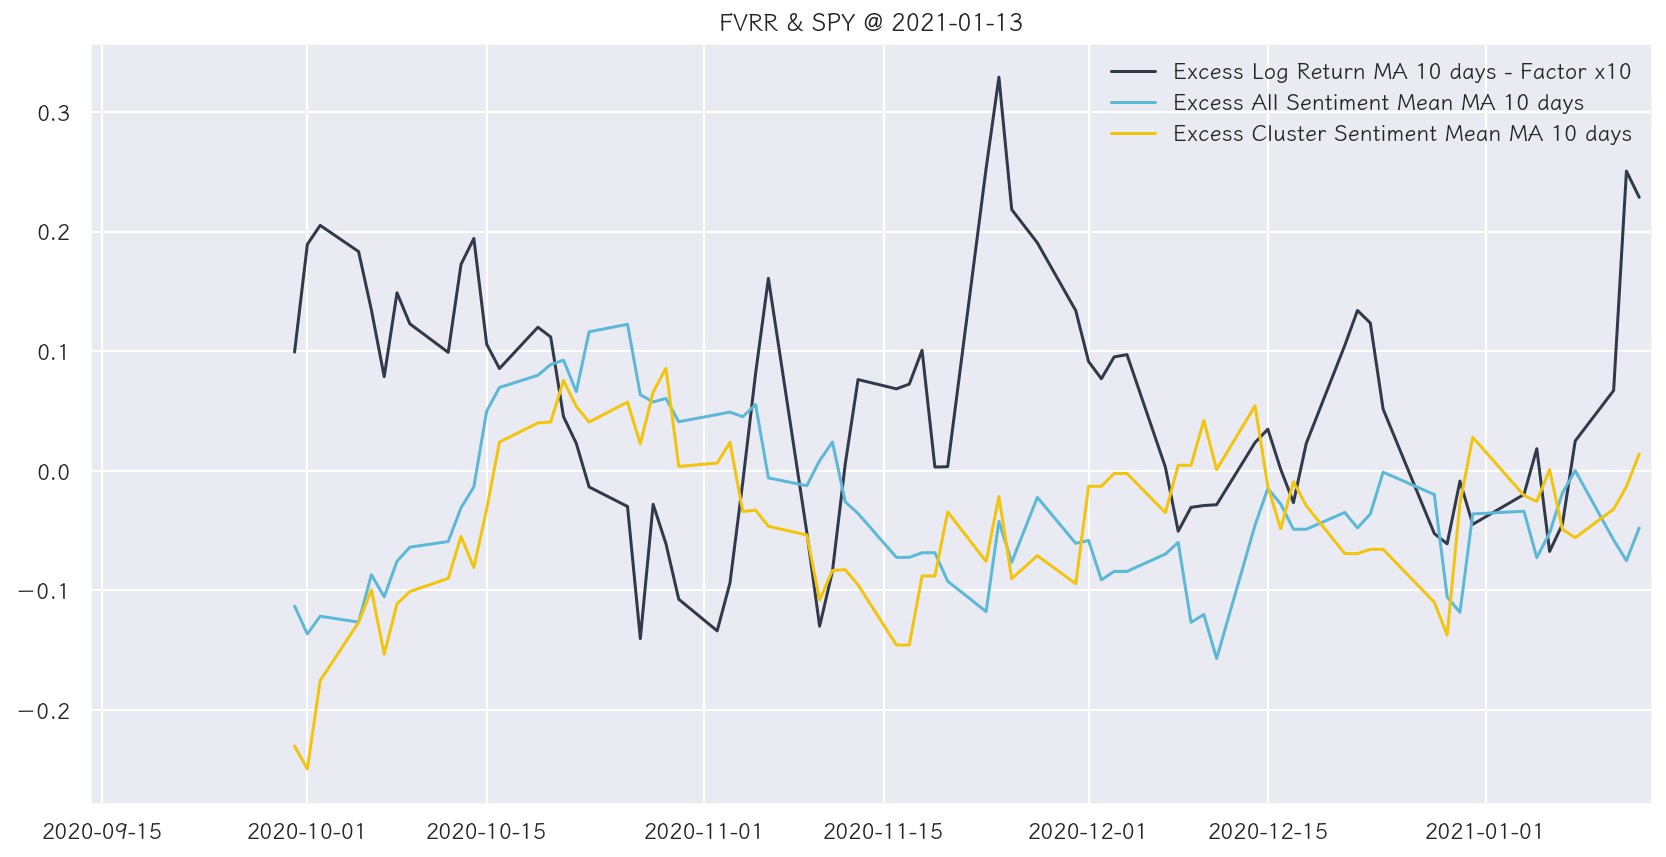 FVRR & SPY @ 2021-01-13
Excess Log Return MA 10 days - Factor x10
Excess All Sentiment Mean MA 10 days
Excess Cluster Sentiment Mean MA 10 days
0.3
0.2
0.1
0.0
−0.1
−0.2
2020-09-15 2020-10-01 2020-10-15 2020-11-01 2020-11-15 2020-12-01 2020-12-15 2021-01-01